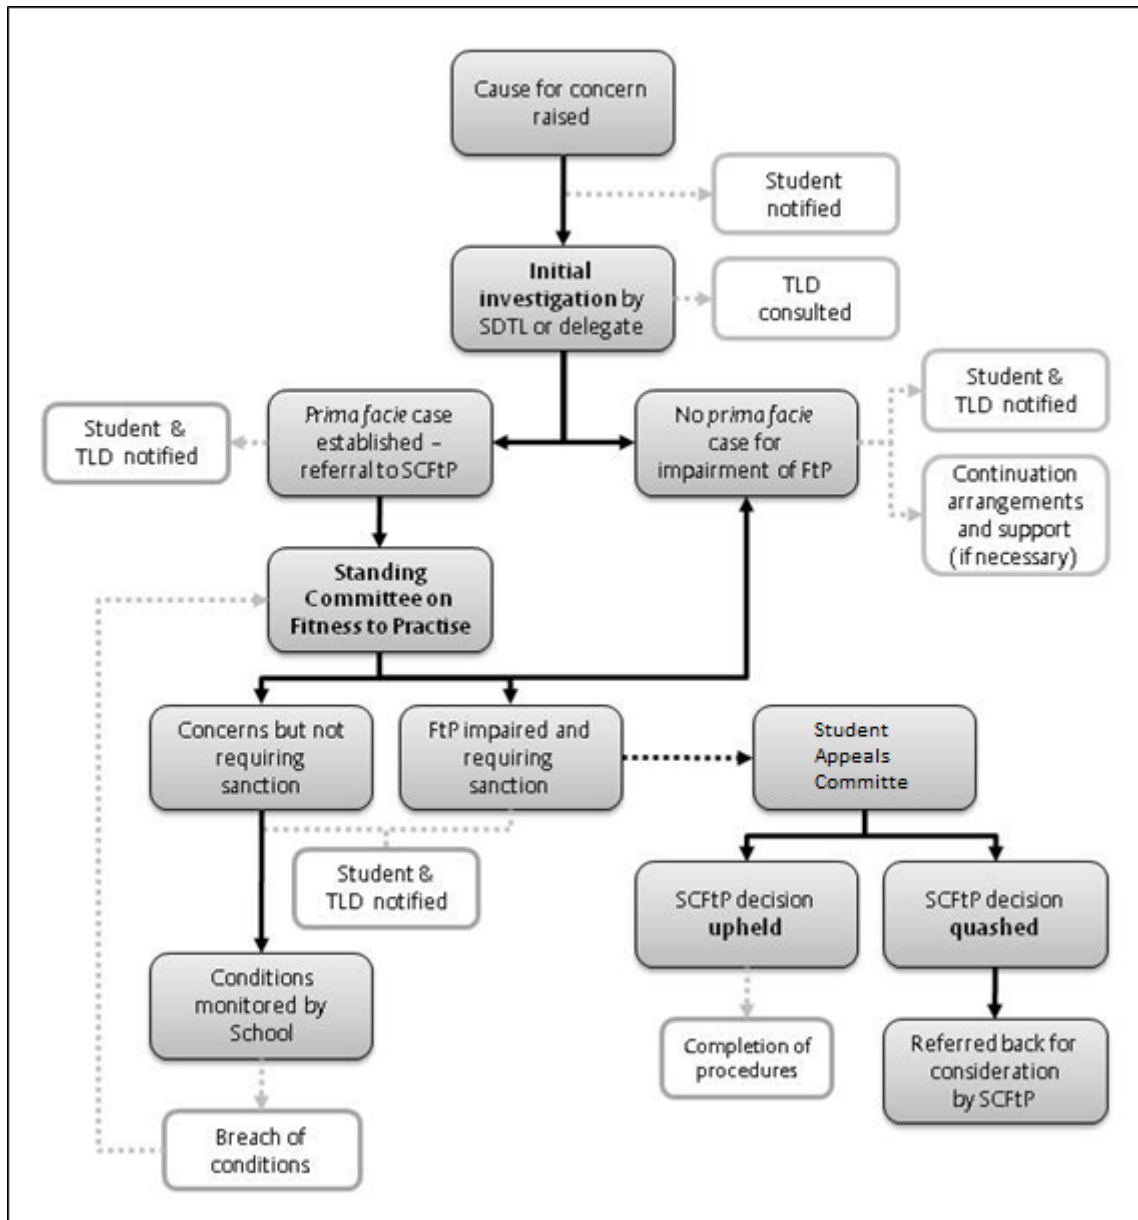 Cause for concern
raised
Student
notified
Initial
investigation by
SDTL or delegate
TLD
consulted
Student &
TLD notified
Prima facie case
established –
referral to SCFtP
No prima facie
case for
impairment of FtP
Student &
TLD notified
Continuation
arrangements
and support
(if necessary)
Standing
Committee on
Fitness to Practise
Concerns but not
requiring
sanction
FtP impaired and
requiring
sanction
Student
Appeals
Committe
Student &
TLD notified
SCFtP decision
upheld
SCFtP decision
quashed
Conditions
monitored by
School
Completion of
procedures
Referred back for
consideration
by SCFtP
Breach of
conditions